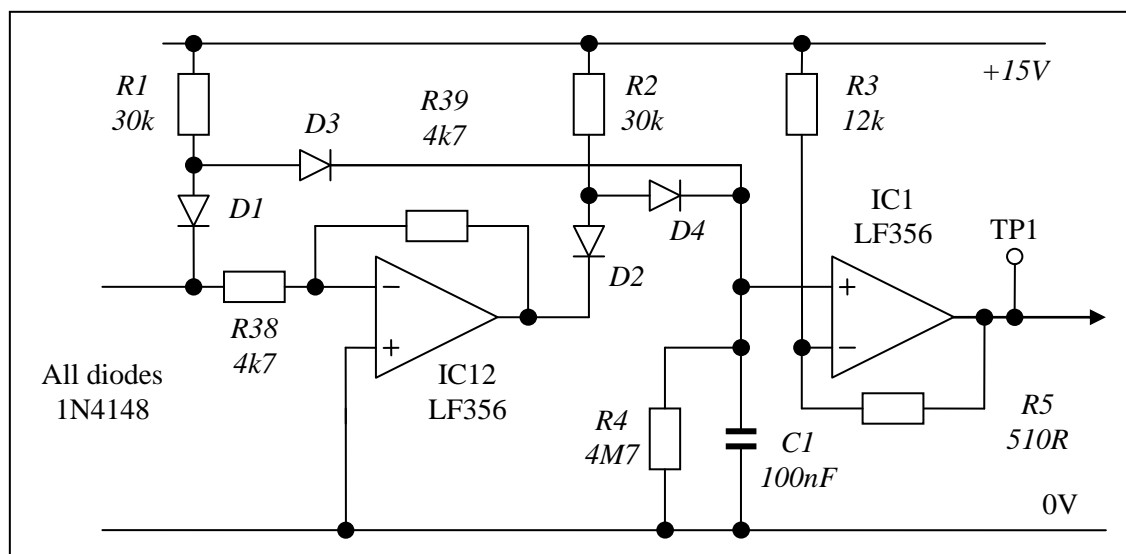 +15V
R1
30k
R39
4k7
R2
30k
R3
12k
D3
D1
D4
D2
IC1
LF356
TP1
R38
4k7
−
+
IC12
LF356
+
−
All diodes
1N4148
R4
4M7
C1
100nF
R5
510R
0V